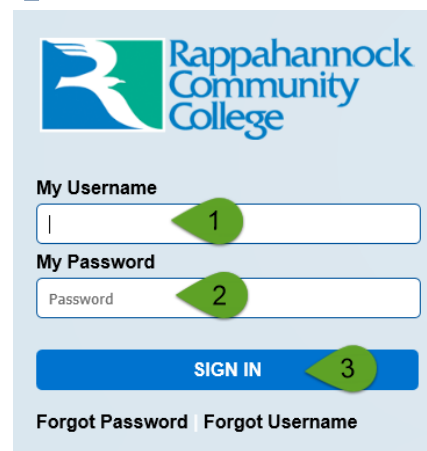 Rappahannock
Community
College
My Username
1
My Password
Password
2
SIGN IN
3
Forgot Password | Forgot Username